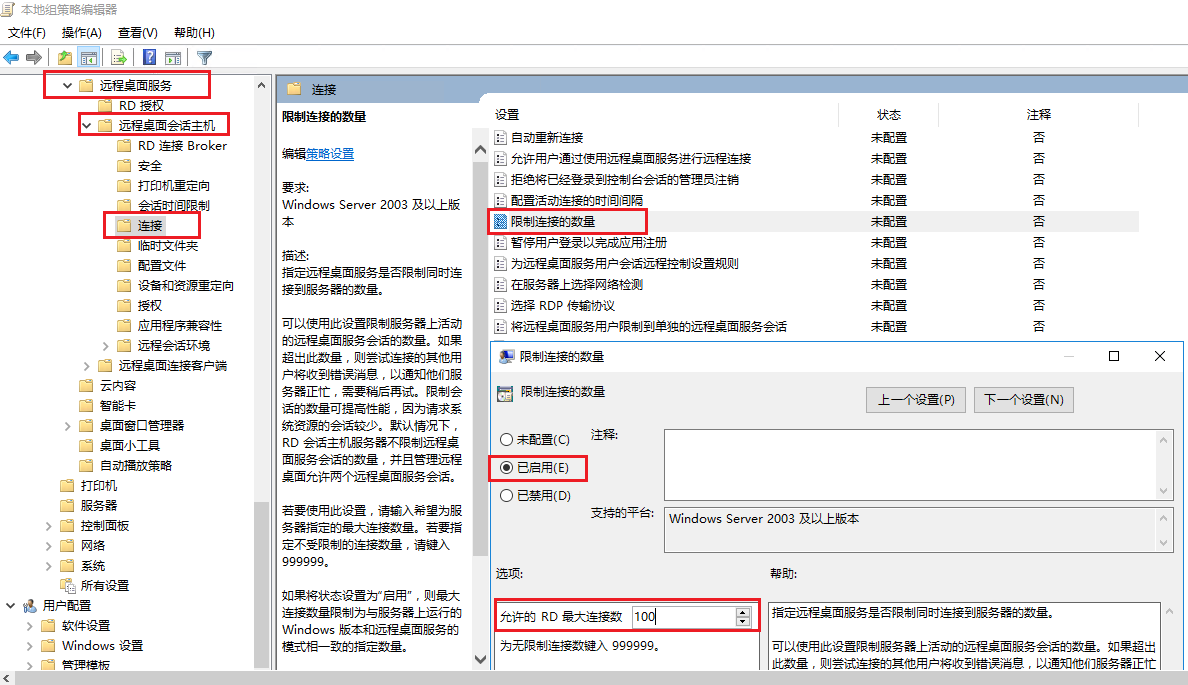 本地组策略编辑器
文件(F) 操作(A) 查看(V) 帮助(H)
远程桌面服务
RD 授权
远程桌面会话主机
RD 连接 Broker
安全
打印机重定向
会话时间限制
连接
临时文件夹
配置文件
设备和资源重定向
授权
应用程序兼容性
远程会话环境
远程桌面连接客户端
云内容
智能卡
桌面窗口管理器
桌面小工具
自动播放策略
打印机
服务器
控制面板
网络
系统
所有设置
用户配置
软件设置
Windows 设置
管理模板
连接
限制连接的数量
编辑策略设置
要求:
Windows Server 2003 及以上版
本
描述:
指定远程桌面服务是否限制同时连
接到服务器的数量。
可以使用此设置限制服务器上活动
的远程桌面服务会话的数量。如果
超出此数量，则尝试连接的其他用
户将收到错误消息，以通知他们服
务器正忙，需要稍后再试。限制会
话的数量可提高性能，因为请求系
统资源的会话较少。默认情况下，
RD 会话主机服务器不限制远程桌
面服务会话的数量，并且管理远程
桌面允许两个远程桌面服务会话。
若要使用此设置，请输入希望为服
务器指定的最大连接数量。若要指
定不受限制的连接数量，请键入
999999。
如果将状态设置为“启用”，则最大
连接数量限制为与服务器上运行的
Windows 版本和远程桌面服务的
模式相一致的指定数量。
设置 状态 注释
自动重新连接 未配置 否
允许用户通过使用远程桌面服务进行远程连接 未配置 否
拒绝将已经登录到控制台会话的管理员注销 未配置 否
配置活动连接的时间间隔 未配置 否
限制连接的数量 未配置 否
暂停用户登录以完成应用注册 未配置 否
为远程桌面服务用户会话远程控制设置规则 未配置 否
在服务器上选择网络检测 未配置 否
选择 RDP 传输协议 未配置 否
将远程桌面服务用户限制到单独的远程桌面服务会话 未配置 否
限制连接的数量
限制连接的数量
上一个设置(P) 下一个设置(N)
未配置(C) 注释:
已启用(E)
已禁用(D)
支持的平台: Windows Server 2003 及以上版本
选项: 帮助:
允许的 RD 最大连接数 100
为无限制连接数键入 999999。
指定远程桌面服务是否限制同时连接到服务器的数量。
可以使用此设置限制服务器上活动的远程桌面服务会话的数量。如果超出
此数量，则尝试连接的其他用户将收到错误消息，以通知他们服务器正忙